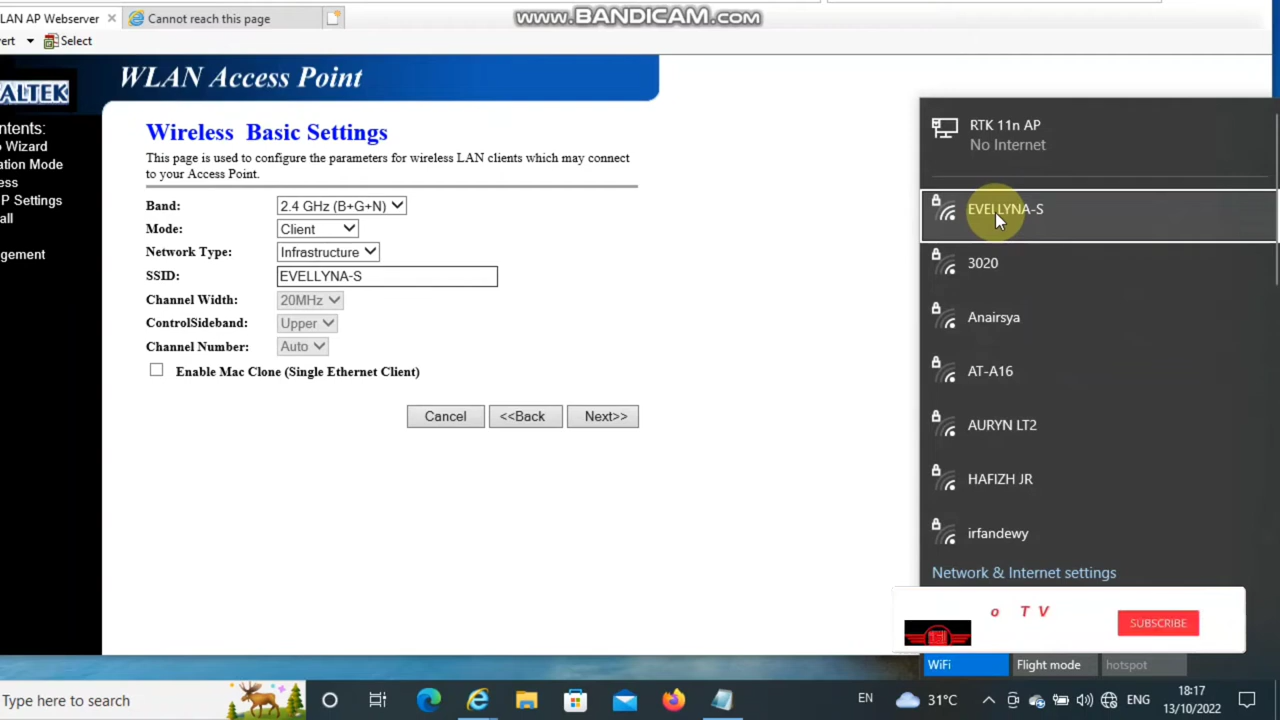 LAN AP Webserver
Cannot reach this page
www.BANDICAM.com
ert
Select
ALTEK
WLAN Access Point
ntents:
Wizard
ation Mode
ess
P Settings
all
gement
Wireless Basic Settings
This page is used to configure the parameters for wireless LAN clients which may connect
to your Access Point.
Band: 2.4 GHz (B+G+N)
Mode: Client
Network Type: Infrastructure
SSID: EVELLYNA-S
Channel Width: 20MHz
ControlSideband: Upper
Channel Number: Auto
Enable Mac Clone (Single Ethernet Client)
Cancel <<Back Next>>
RTK 11n AP
No Internet
EVELLYNA-S
3020
Anairsya
AT-A16
AURYN LT2
HAFIZH JR
irfandewy
Network & Internet settings
o T V
SUBSCRIBE
WiFi Flight mode hotspot
Type here to search
EN 31°C ENG 18:17
13/10/2022